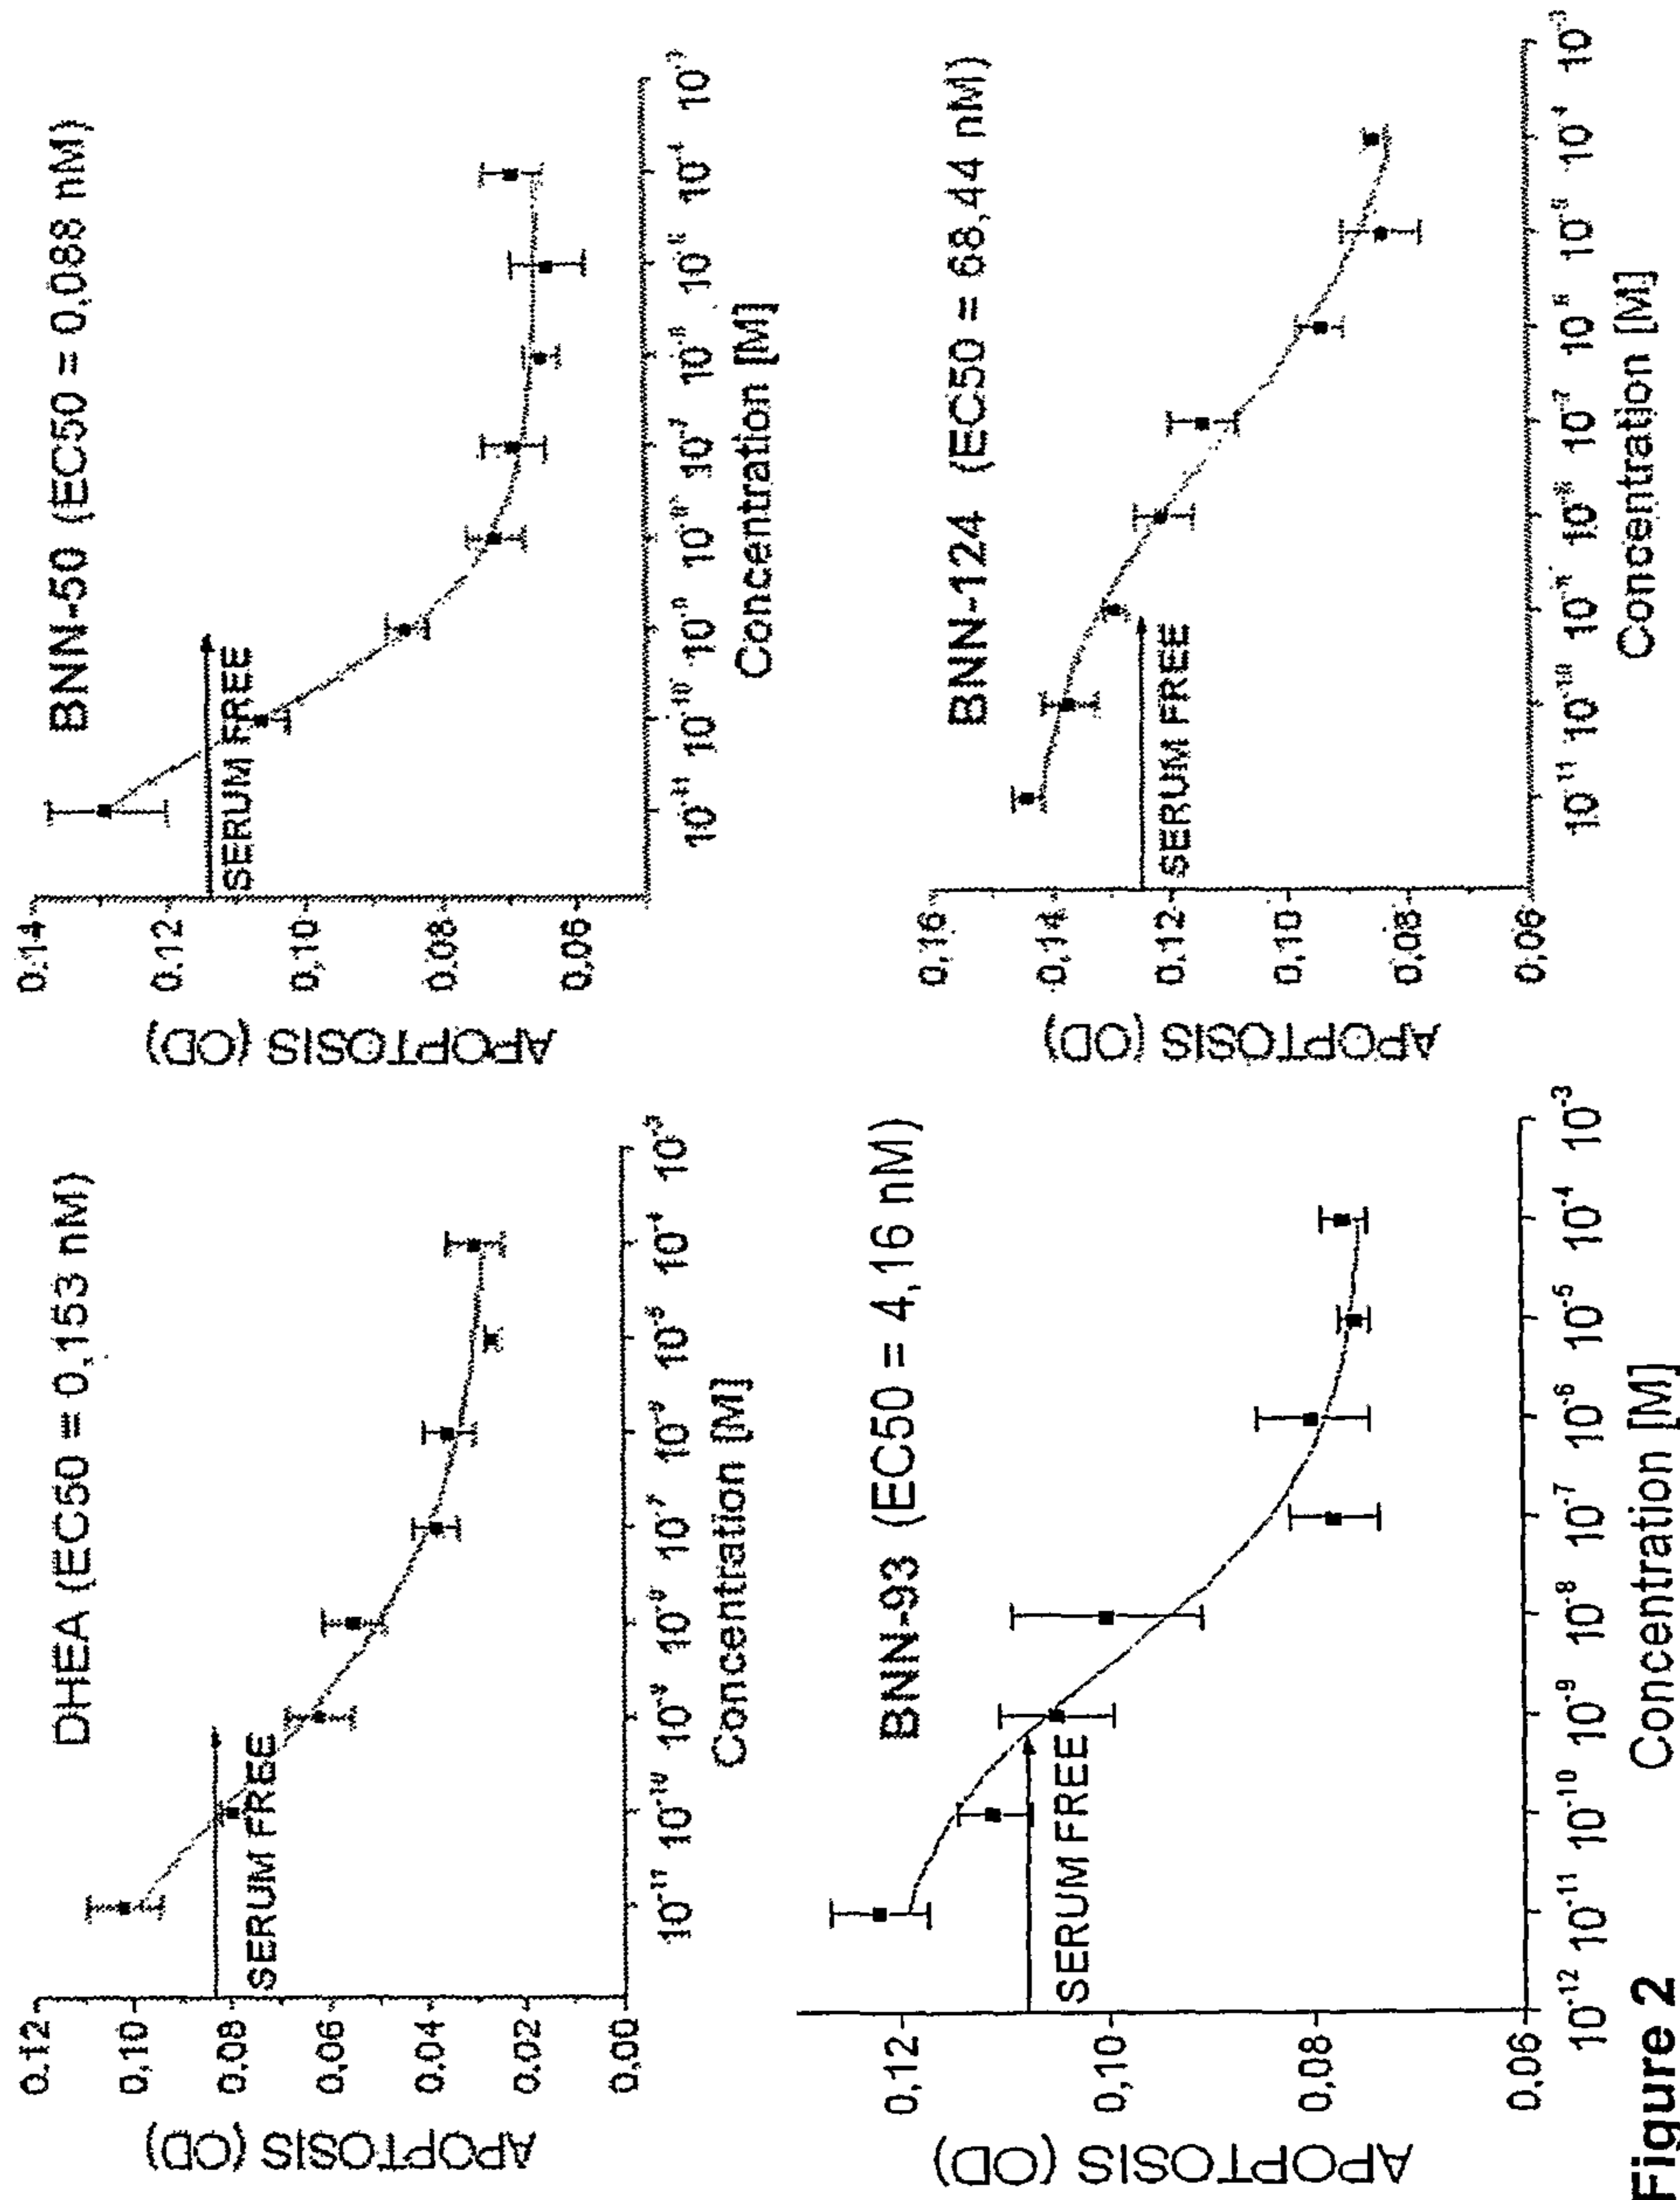 DHEA (EC50 = 0,153 nM)
APOPTOSIS (OD)
0.12
0,10
0.08
0.06
0.04
0.02
0.00
SERUM FREE
10-11 10-10 10-9 10-8 10-7 10-6 10-5 10-4 10-3
Concentration [M]
BNN-50 (EC50 = 0,088 nM)
APOPTOSIS (OD)
0.14
0.12
0,10
0.08
0.06
SERUM FREE
10-11 10-10 10-9 10-8 10-7 10-6 10-5 10-4 10-3
Concentration [M]
BNN-93 (EC50 = 4,16 nM)
APOPTOSIS (OD)
0,12
0,10
0,08
0,06
SERUM FREE
10-12 10-11 10-10 10-9 10-8 10-7 10-6 10-5 10-4 10-3
Concentration [M]
BNN-124 (EC50 = 68,44 nM)
APOPTOSIS (OD)
0,16
0,14
0,12
0,10
0,08
0,06
SERUM FREE
10-11 10-10 10-9 10-8 10-7 10-6 10-5 10-4 10-3
Concentration [M]
Figure 2